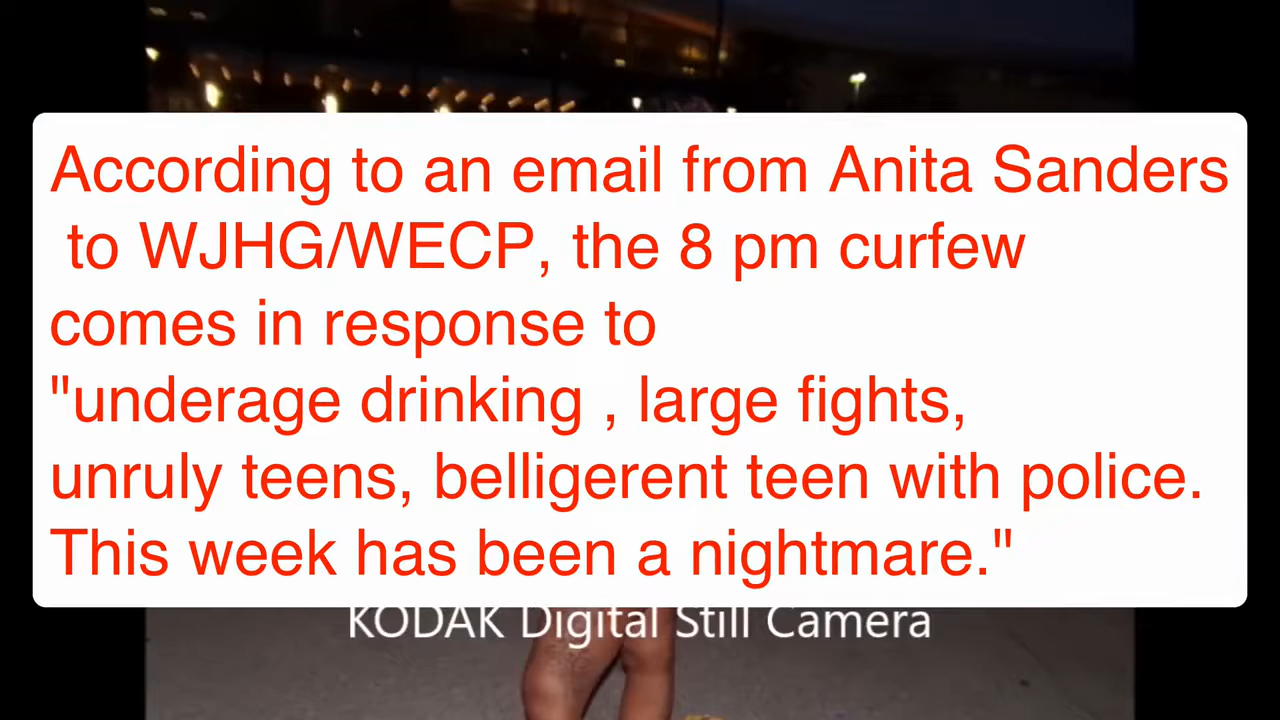 According to an email from Anita Sanders
to WJHG/WECP, the 8 pm curfew
comes in response to
"underage drinking , large fights,
unruly teens, belligerent teen with police.
This week has been a nightmare."
KODAK Digital Still Camera